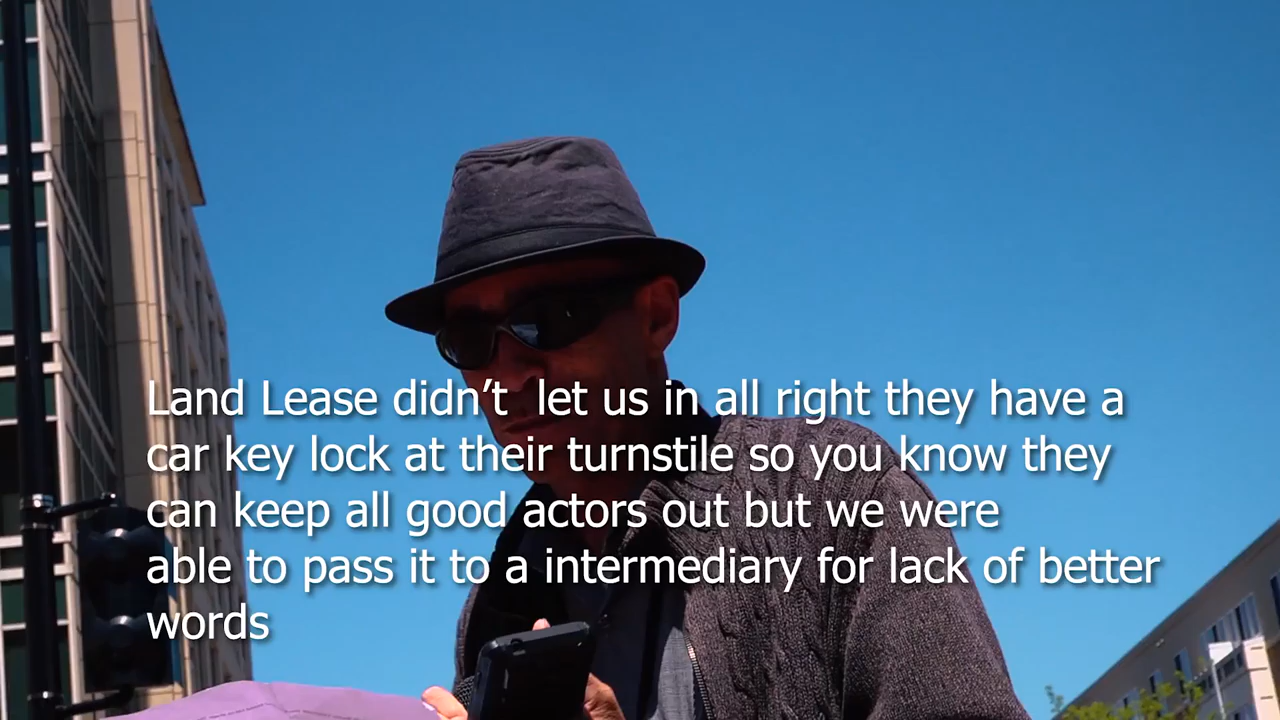 Land Lease didn’t  let us in all right they have a
car key lock at their turnstile so you know they
can keep all good actors out but we were
able to pass it to a intermediary for lack of better
words